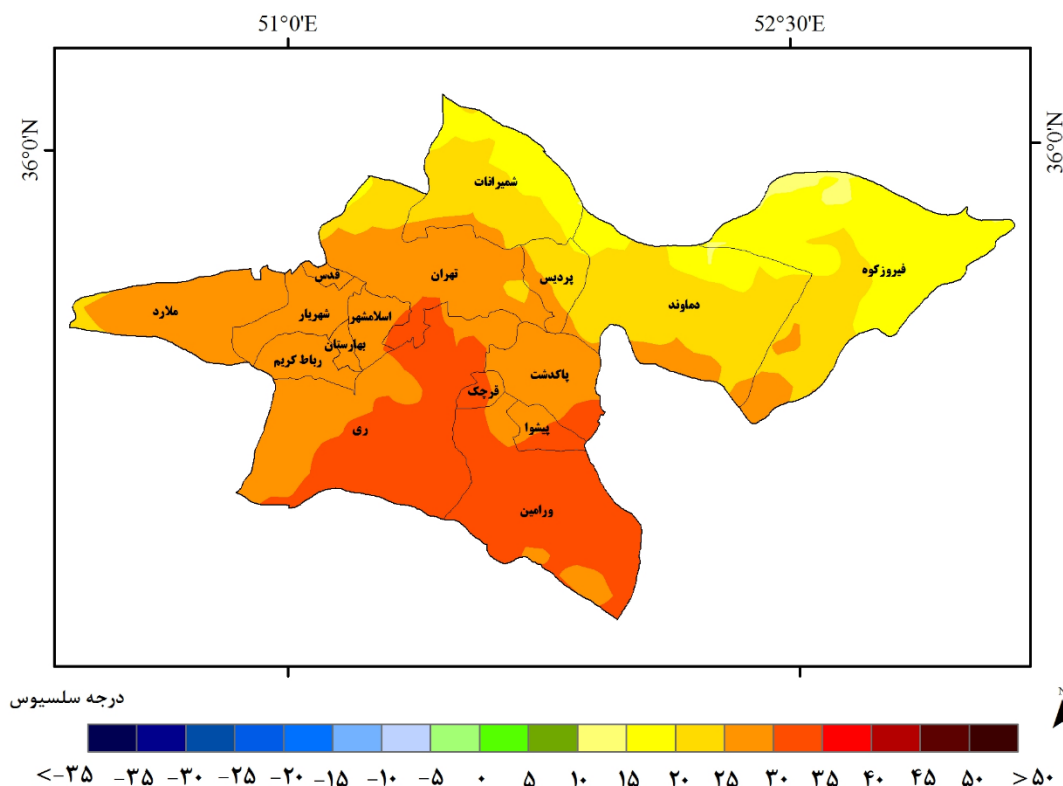 51°0'E 52°30'E
36°0'N 36°0'N
شمیرانات
فیروزکوه
پردیس
تهران
قدس
دماوند
ملارد
شهریار
اسلامشهر
بهارستان
رباط کریم
پاکدشت
قرچک
پیشوا
ری
ورامین
درجه سلسیوس
N
<-۳۵ -۳۵ -۳۰ -۲۵ -۲۰ -۱۵ -۱۰ -۵ ۰ ۵ ۱۰ ۱۵ ۲۰ ۲۵ ۳۰ ۳۵ ۴۰ ۴۵ ۵۰ >۵۰